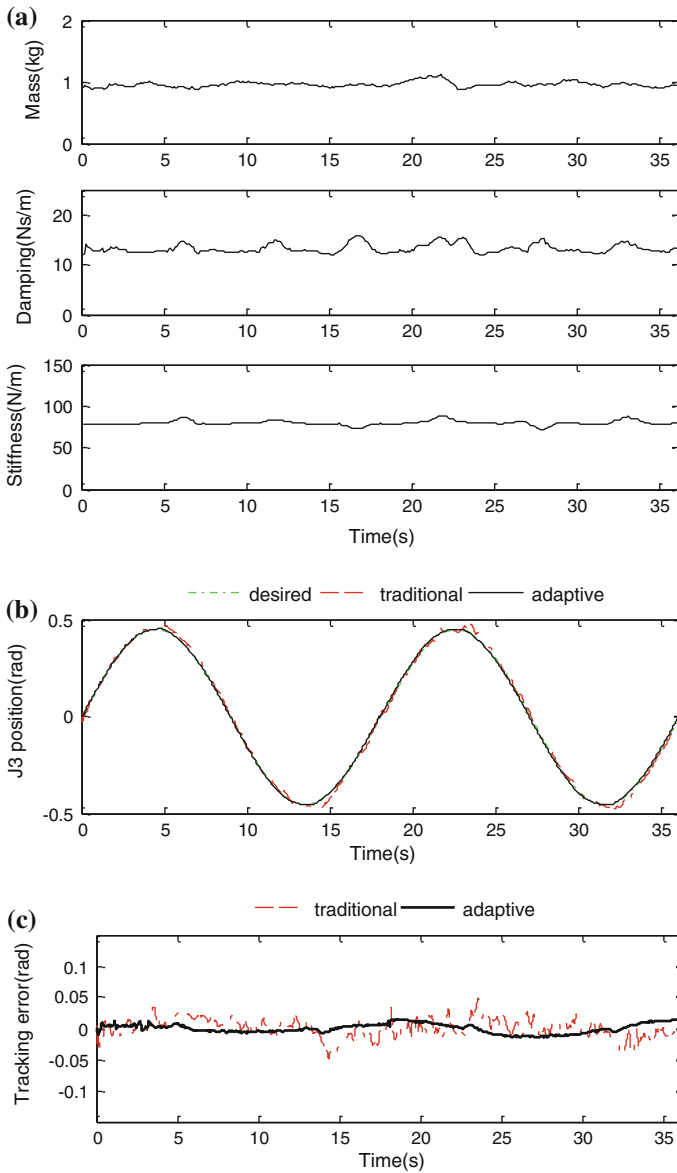 (a)
Mass(kg)
2
1
0
0 5 10 15 20 25 30 35
Damping(Ns/m)
20
10
0
0 5 10 15 20 25 30 35
Stiffness(N/m)
150
100
50
0
0 5 10 15 20 25 30 35
Time(s)
desired traditional adaptive
(b)
J3 position(rad)
0.5
0
-0.5
0 5 10 15 20 25 30 35
Time(s)
traditional adaptive
(c)
Tracking error(rad)
0.1
0.05
0
-0.05
-0.1
0 5 10 15 20 25 30 35
Time(s)